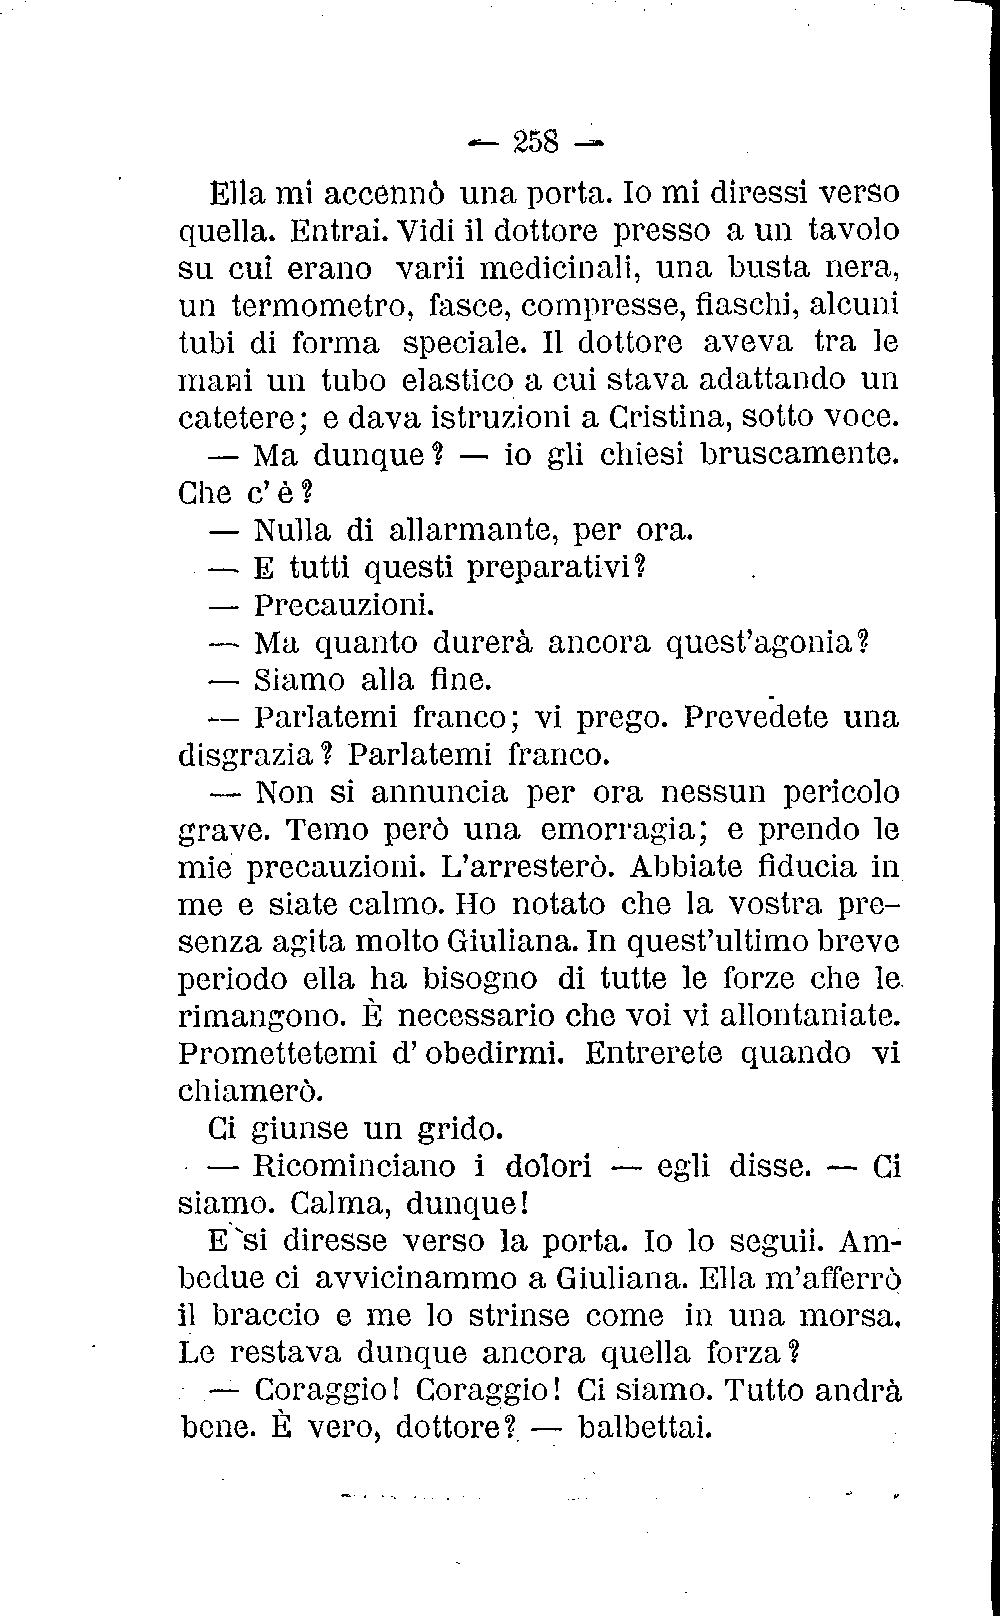 — 258 —
Ella mi accennò una porta. Io mi diressi verso
quella. Entrai. Vidi il dottore presso a un tavolo
su cui erano varii medicinali, una busta nera,
un termometro, fasce, compresse, fiaschi, alcuni
tubi di forma speciale. Il dottore aveva tra le
mani un tubo elastico a cui stava adattando un
catetere; e dava istruzioni a Cristina, sotto voce.
— Ma dunque? — io gli chiesi bruscamente.
Che c' è?
— Nulla di allarmante, per ora.
— E tutti questi preparativi?
— Precauzioni.
— Ma quanto durerà ancora quest'agonia?
— Siamo alla fine.
— Parlatemi franco; vi prego. Prevedete una
disgrazia? Parlatemi franco.
— Non si annuncia per ora nessun pericolo
grave. Temo però una emorragia; e prendo le
mie precauzioni. L'arresterò. Abbiate fiducia in
me e siate calmo. Ho notato che la vostra pre-
senza agita molto Giuliana. In quest'ultimo breve
periodo ella ha bisogno di tutte le forze che le
rimangono. È necessario che voi vi allontaniate.
Promettetemi d' obedirmi. Entrerete quando vi
chiamerò.
Ci giunse un grido.
— Ricominciano i dolori — egli disse. — Ci
siamo. Calma, dunque!
E si diresse verso la porta. Io lo seguii. Am-
bedue ci avvicinammo a Giuliana. Ella m'afferrò
il braccio e me lo strinse come in una morsa.
Le restava dunque ancora quella forza?
— Coraggio! Coraggio! Ci siamo. Tutto andrà
bene. È vero, dottore? — balbettai.